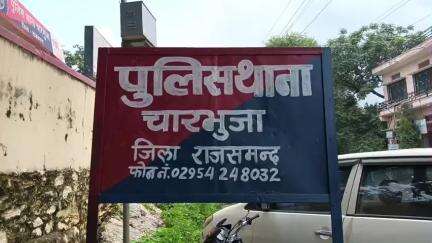 पुलिसथाना
चारभुजा
जिला राजसमन्द
फोन नं. 02954 248032